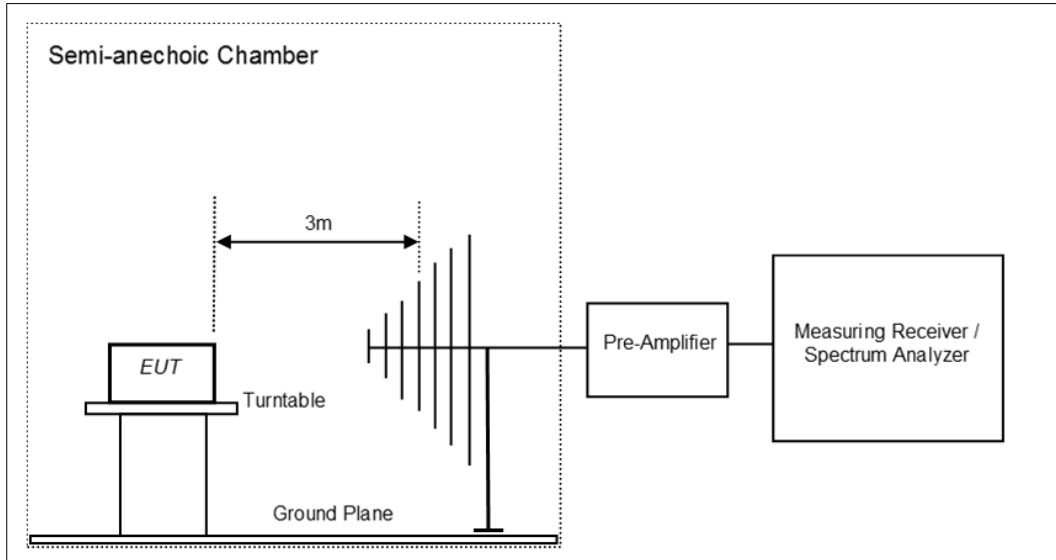 Semi-anechoic Chamber
3m
EUT
Turntable
Ground Plane
Pre-Amplifier
Measuring Receiver /
Spectrum Analyzer